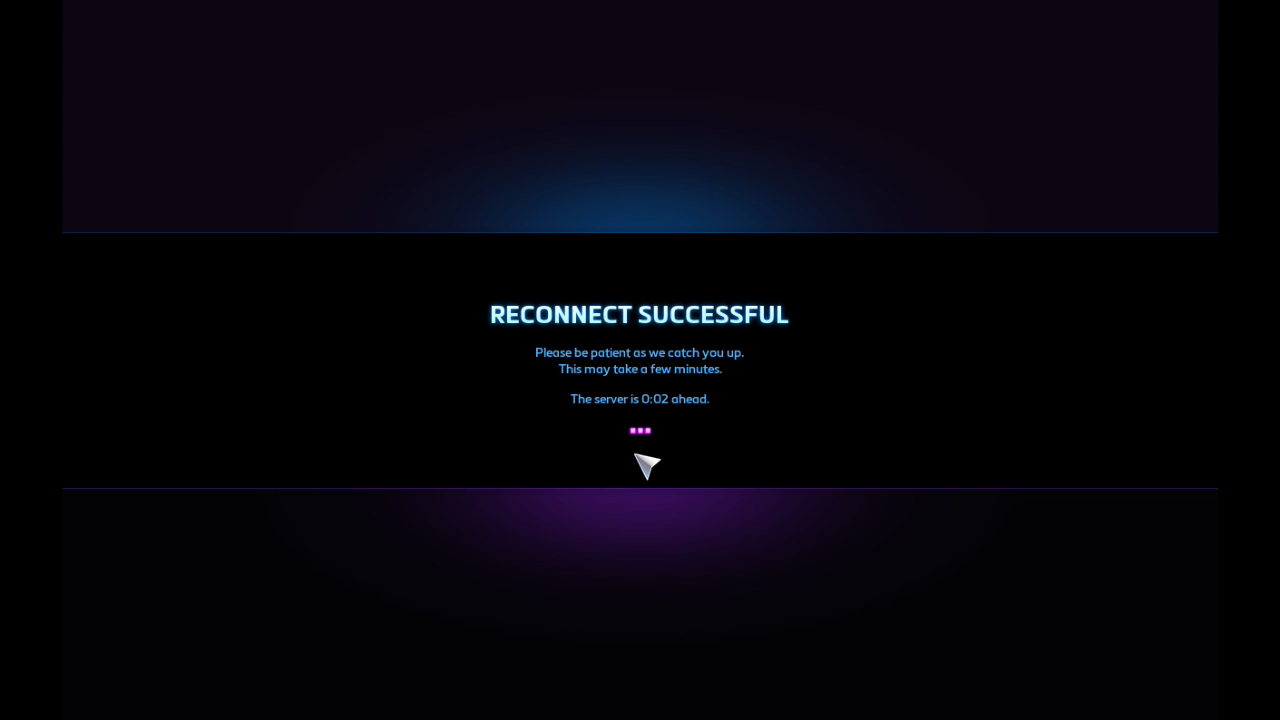 RECONNECT SUCCESSFUL
Please be patient as we catch you up.
This may take a few minutes.
The server is 0:02 ahead.